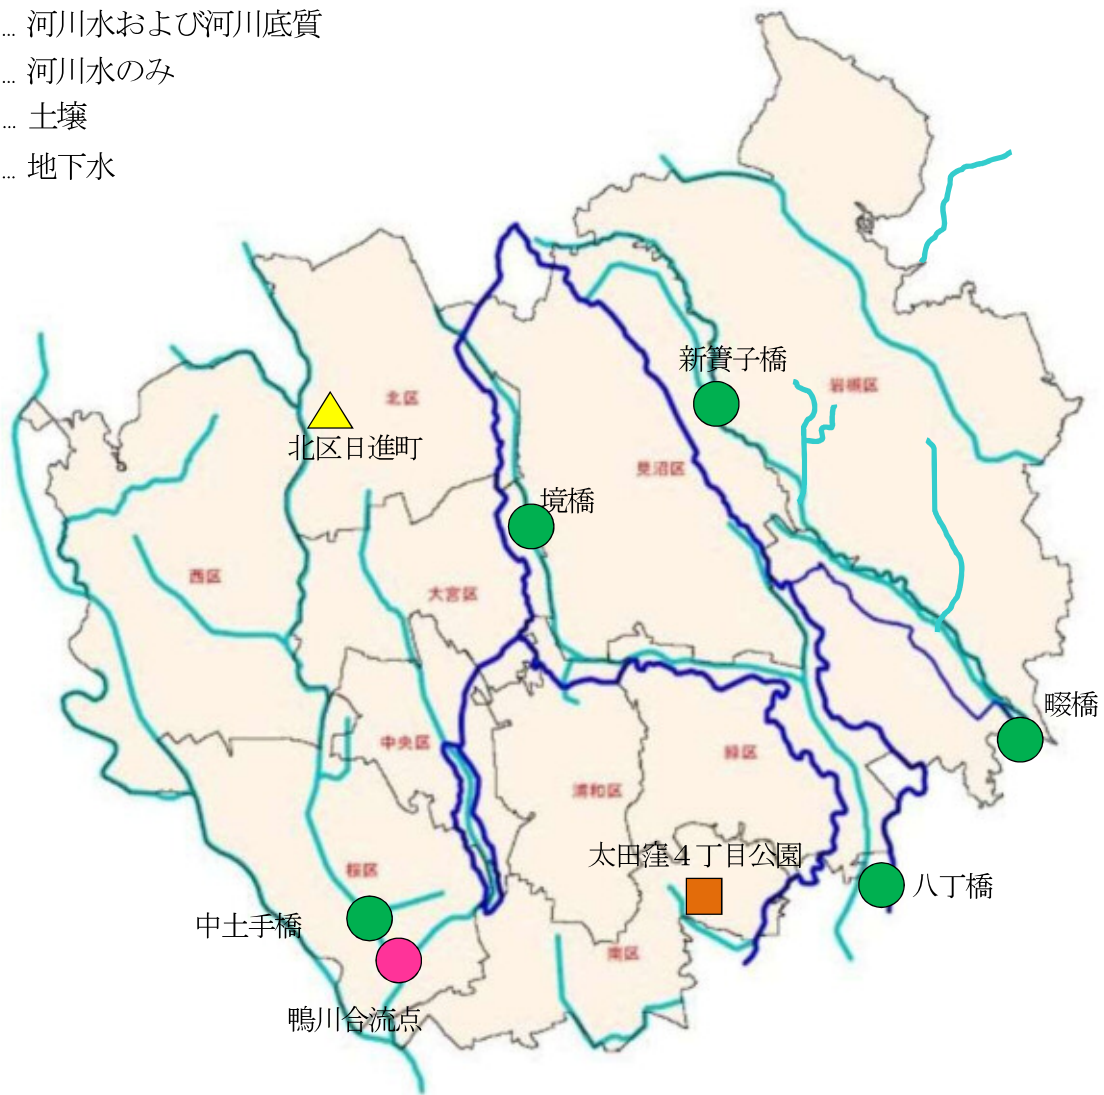 … 河川水および河川底質
… 河川水のみ
… 土壌
… 地下水
新簀子橋
岩槻区
北区
北区日進町
見沼区
境橋
西区
大宮区
畷橋
中央区
緑区
浦和区
太田窪４丁目公園
桜区
八丁橋
中土手橋
南区
鴨川合流点